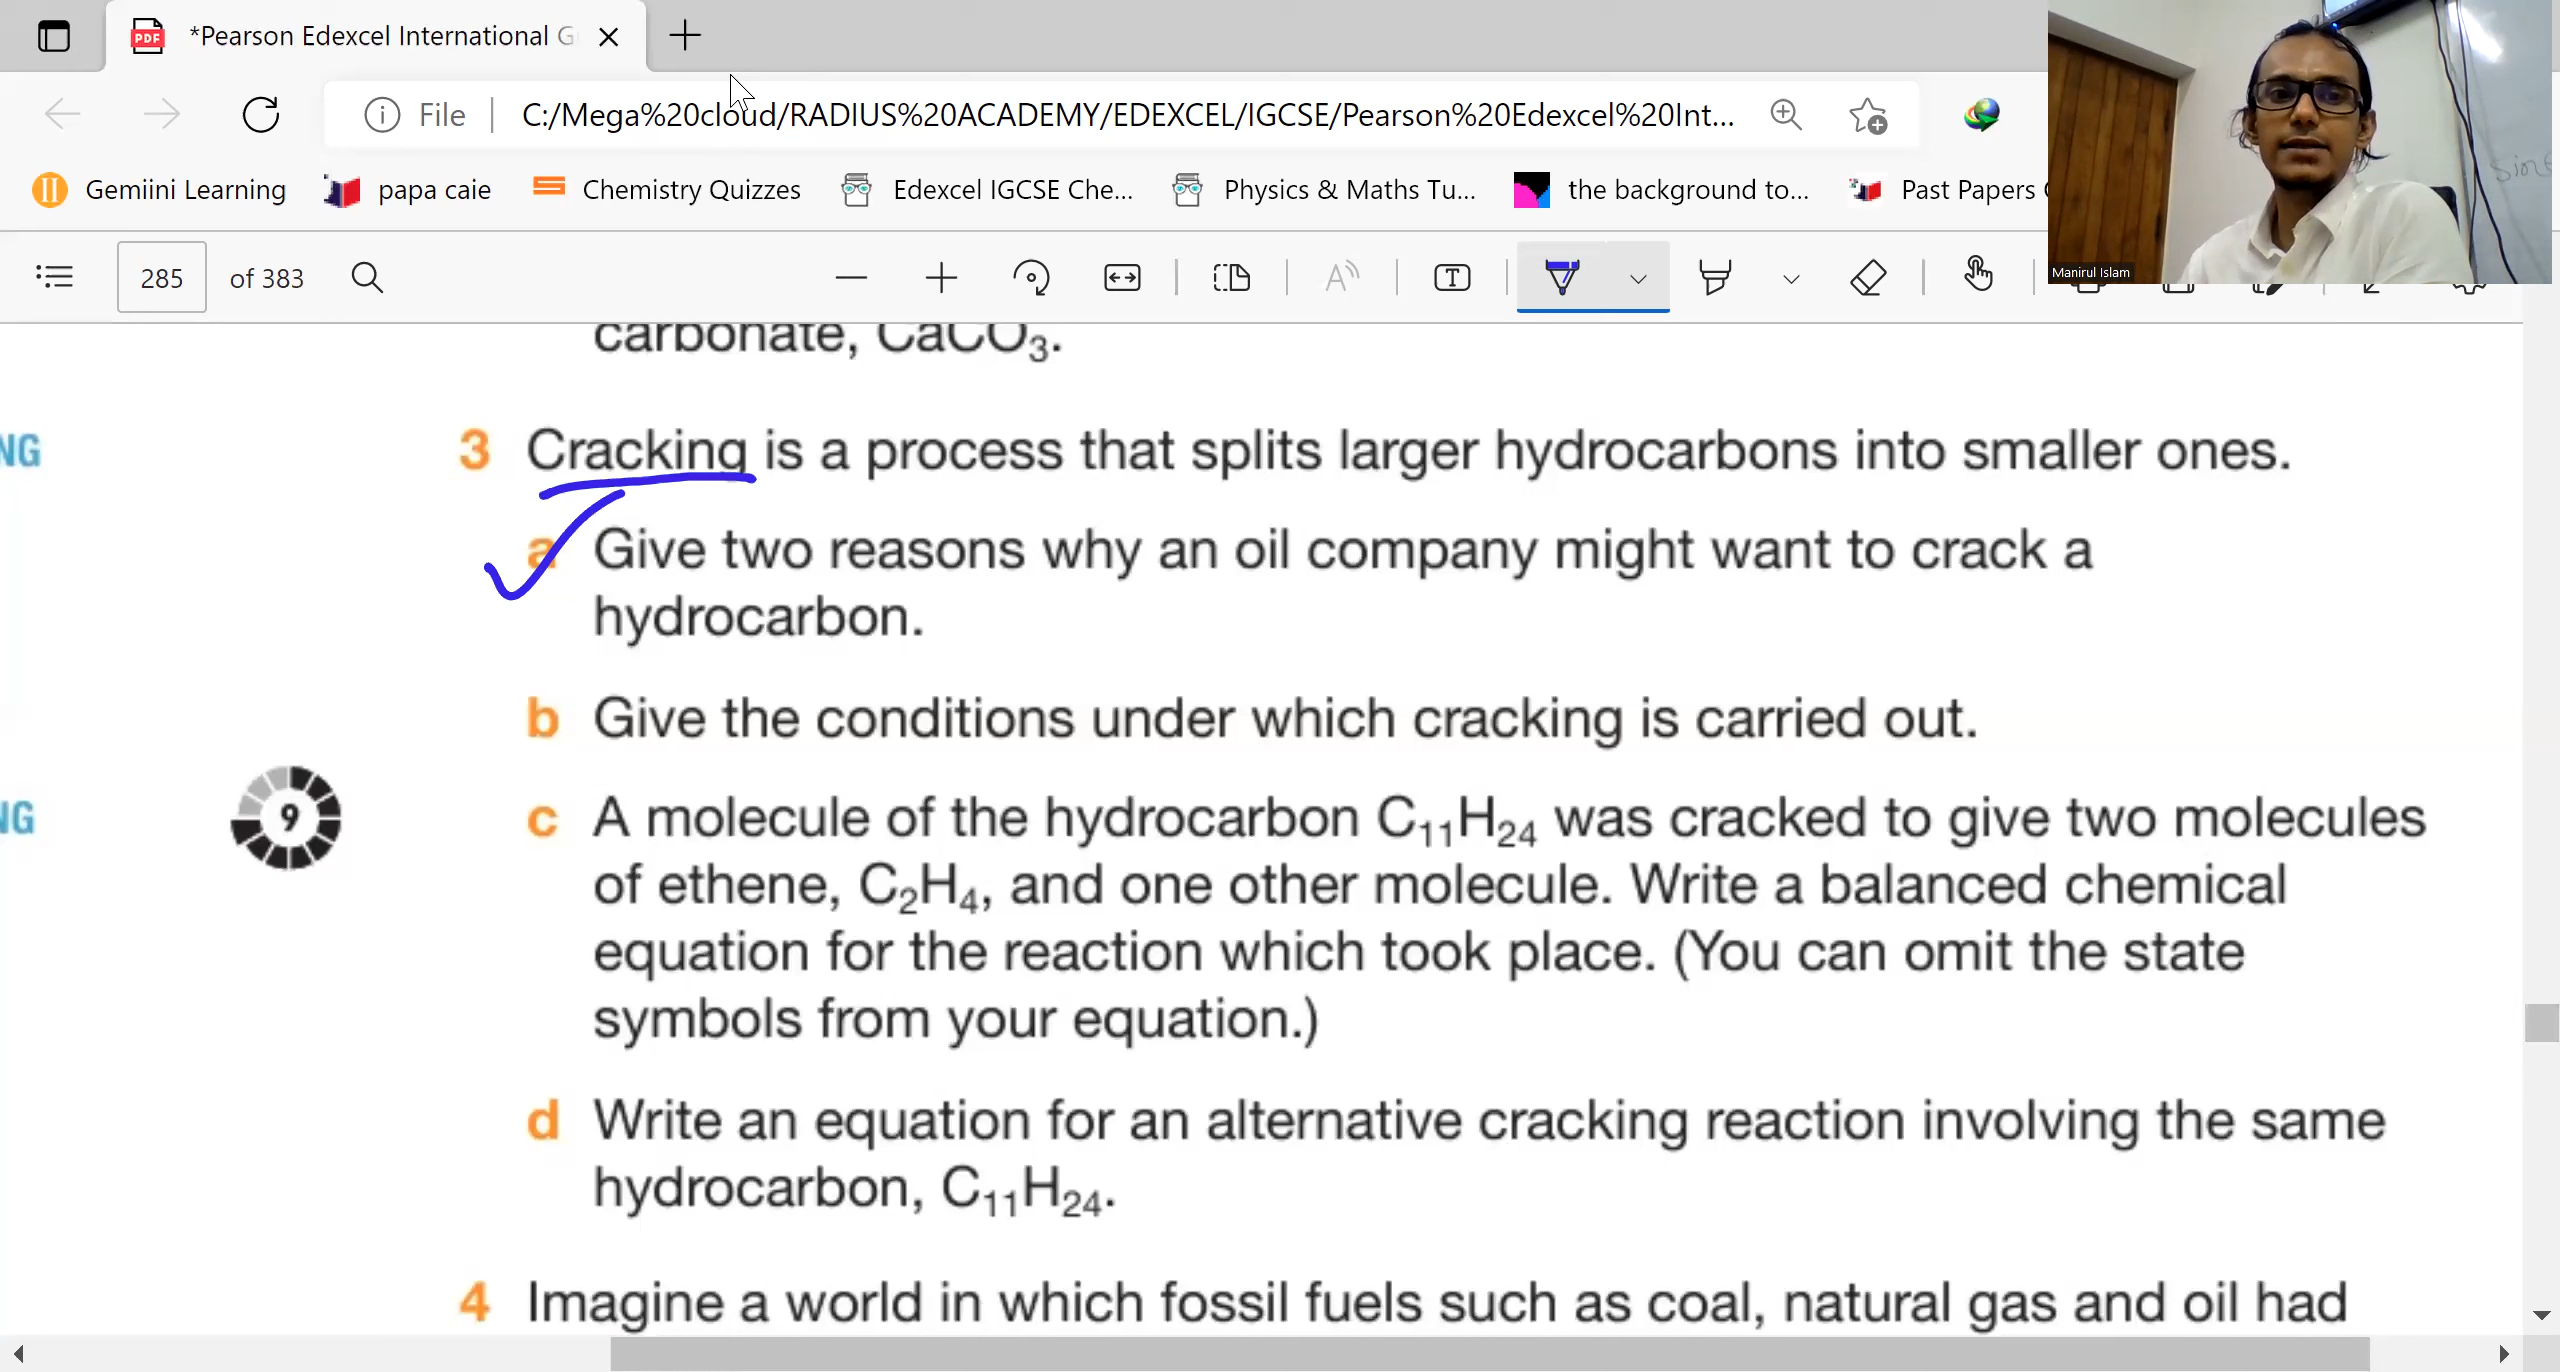 *Pearson Edexcel International G
File C:/Mega%20cloud/RADIUS%20ACADEMY/EDEXCEL/IGCSE/Pearson%20Edexcel%20Int...
Gemiini Learning papa caie Chemistry Quizzes Edexcel IGCSE Che... Physics & Maths Tu... the background to... Past Papers
285 of 383
Manirul Islam
carbonate, CaCO₃.
NG
3 Cracking is a process that splits larger hydrocarbons into smaller ones.
a Give two reasons why an oil company might want to crack a
hydrocarbon.
b Give the conditions under which cracking is carried out.
NG
9
c A molecule of the hydrocarbon C₁₁H₂₄ was cracked to give two molecules
of ethene, C₂H₄, and one other molecule. Write a balanced chemical
equation for the reaction which took place. (You can omit the state
symbols from your equation.)
d Write an equation for an alternative cracking reaction involving the same
hydrocarbon, C₁₁H₂₄.
4 Imagine a world in which fossil fuels such as coal, natural gas and oil had